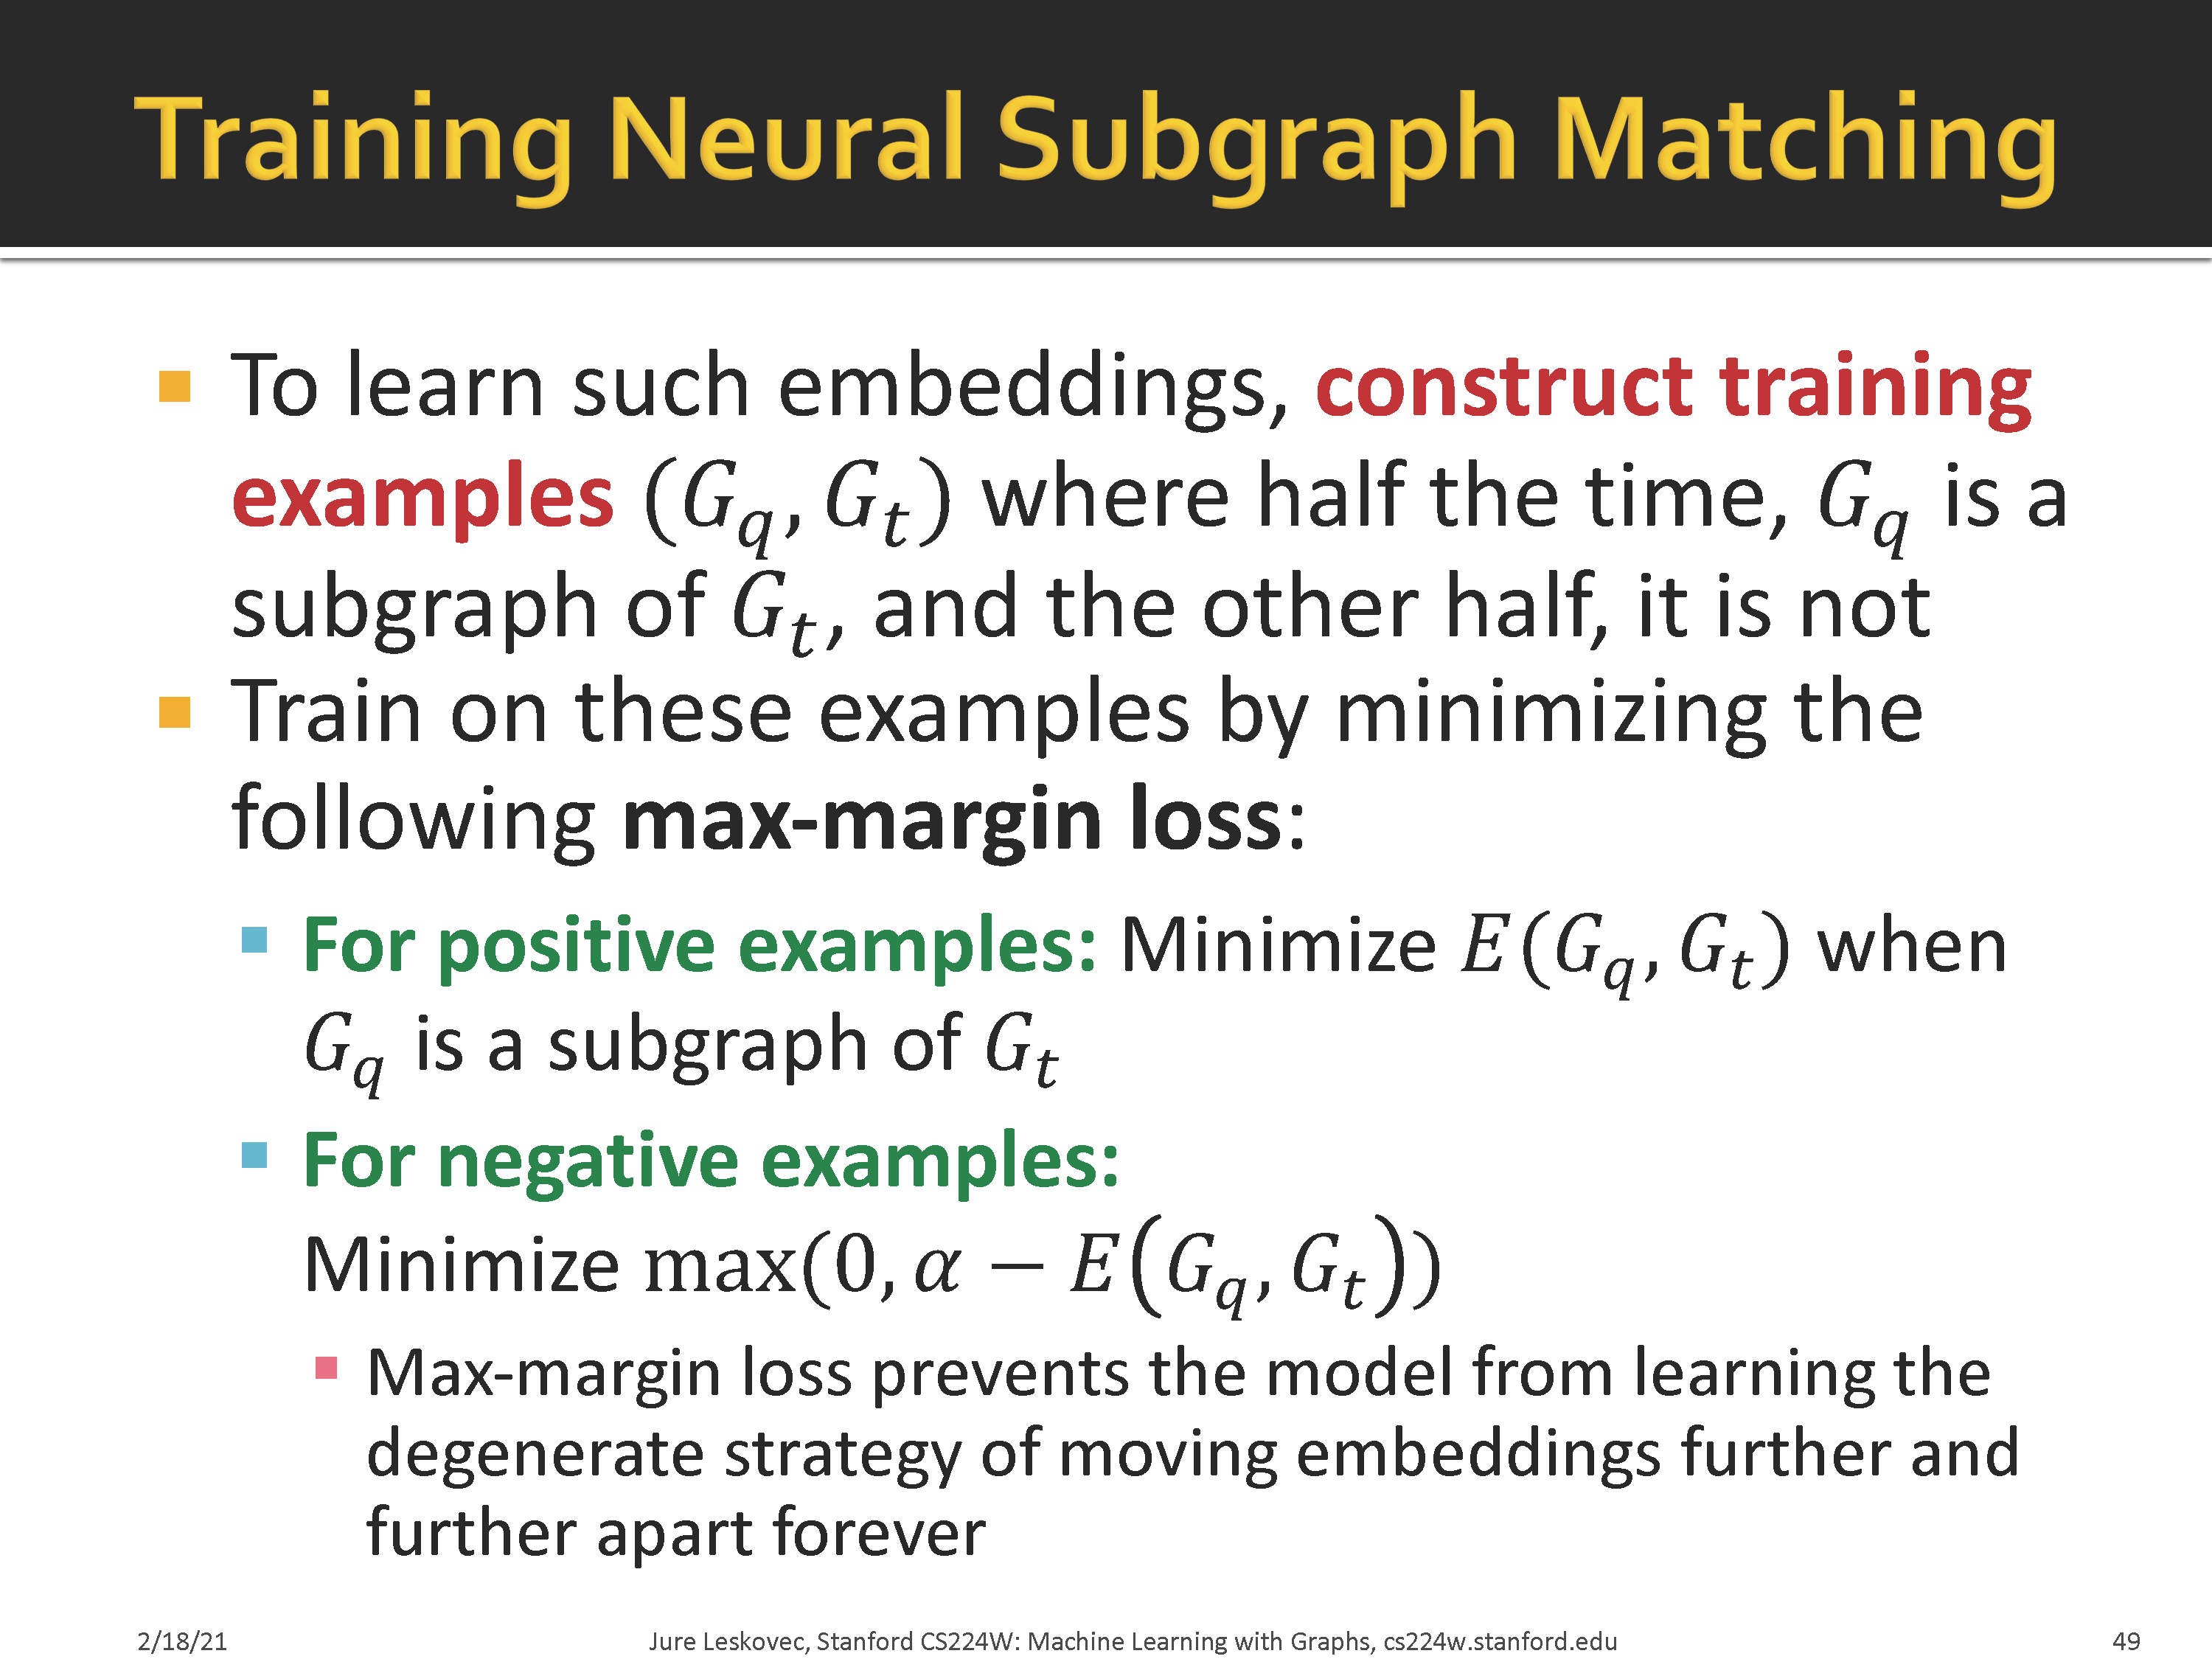 Training Neural Subgraph Matching
To learn such embeddings, construct training
examples (G_q, G_t) where half the time, G_q is a
subgraph of G_t, and the other half, it is not
Train on these examples by minimizing the
following max-margin loss:
For positive examples: Minimize E(G_q, G_t) when
G_q is a subgraph of G_t
For negative examples:
Minimize max(0, α − E(G_q, G_t))
Max-margin loss prevents the model from learning the
degenerate strategy of moving embeddings further and
further apart forever
2/18/21
Jure Leskovec, Stanford CS224W: Machine Learning with Graphs, cs224w.stanford.edu
49